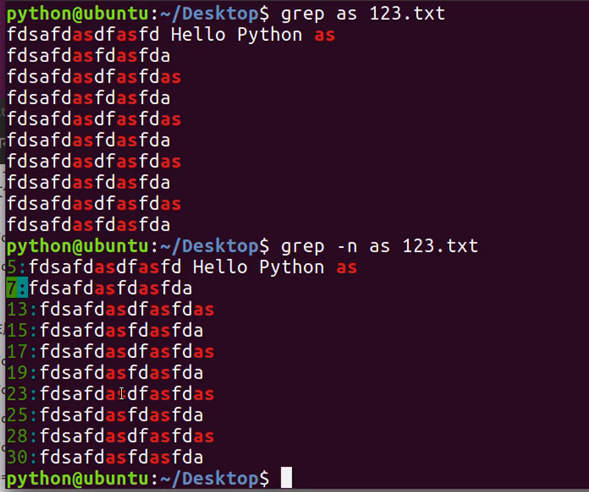 python@ubuntu:~/Desktop$ grep as 123.txt
fdsafdasdfasfd Hello Python as
fdsafdasfdasfda
fdsafdasdfasfdas
fdsafdasfdasfda
fdsafdasdfasfdas
fdsafdasfdasfda
fdsafdasdfasfdas
fdsafdasfdasfda
fdsafdasdfasfdas
fdsafdasfdasfda
python@ubuntu:~/Desktop$ grep -n as 123.txt
5:fdsafdasdfasfd Hello Python as
7:fdsafdasfdasfda
13:fdsafdasdfasfdas
15:fdsafdasfdasfda
17:fdsafdasdfasfdas
19:fdsafdasfdasfda
23:fdsafdasdfasfdas
25:fdsafdasfdasfda
28:fdsafdasdfasfdas
30:fdsafdasfdasfda
python@ubuntu:~/Desktop$